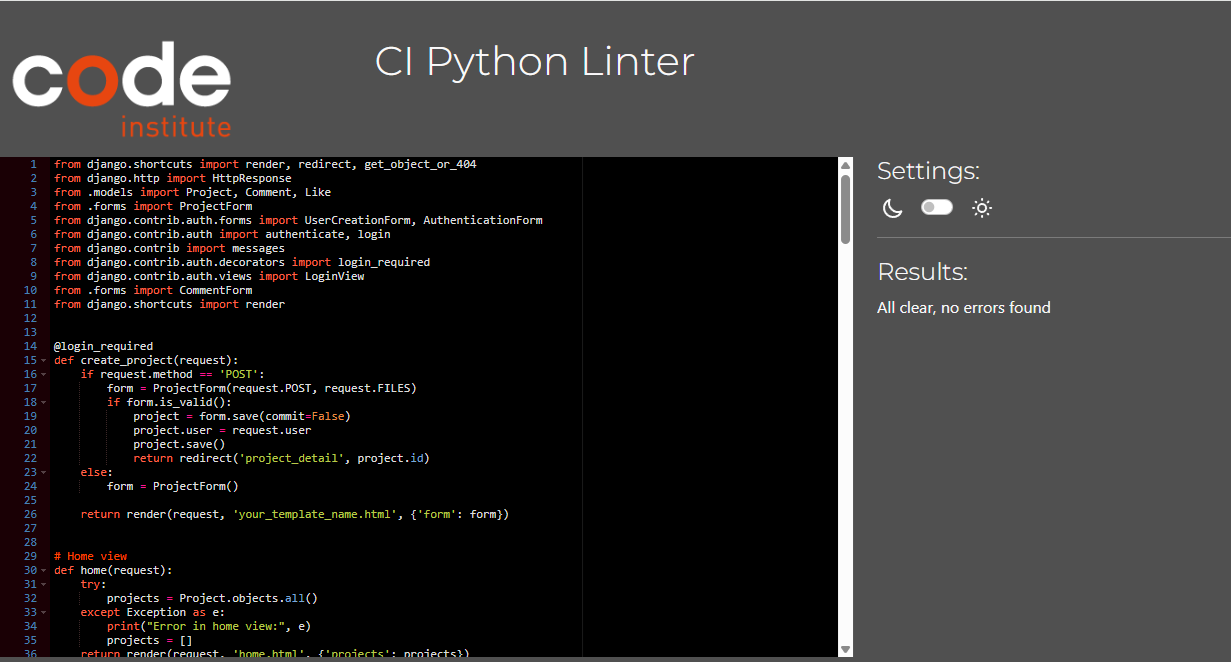 code
institute
CI Python Linter
1 from django.shortcuts import render, redirect, get_object_or_404
2 from django.http import HttpResponse
3 from .models import Project, Comment, Like
4 from .forms import ProjectForm
5 from django.contrib.auth.forms import UserCreationForm, AuthenticationForm
6 from django.contrib.auth import authenticate, login
7 from django.contrib import messages
8 from django.contrib.auth.decorators import login_required
9 from django.contrib.auth.views import LoginView
10 from .forms import CommentForm
11 from django.shortcuts import render
12
13
14 @login_required
15 def create_project(request):
16     if request.method == 'POST':
17         form = ProjectForm(request.POST, request.FILES)
18         if form.is_valid():
19             project = form.save(commit=False)
20             project.user = request.user
21             project.save()
22             return redirect('project_detail', project.id)
23     else:
24         form = ProjectForm()
25
26     return render(request, 'your_template_name.html', {'form': form})
27
28
29 # Home view
30 def home(request):
31     try:
32         projects = Project.objects.all()
33     except Exception as e:
34         print("Error in home view:", e)
35         projects = []
36     return render(request, 'home.html', {'projects': projects})
Settings:
Results:
All clear, no errors found